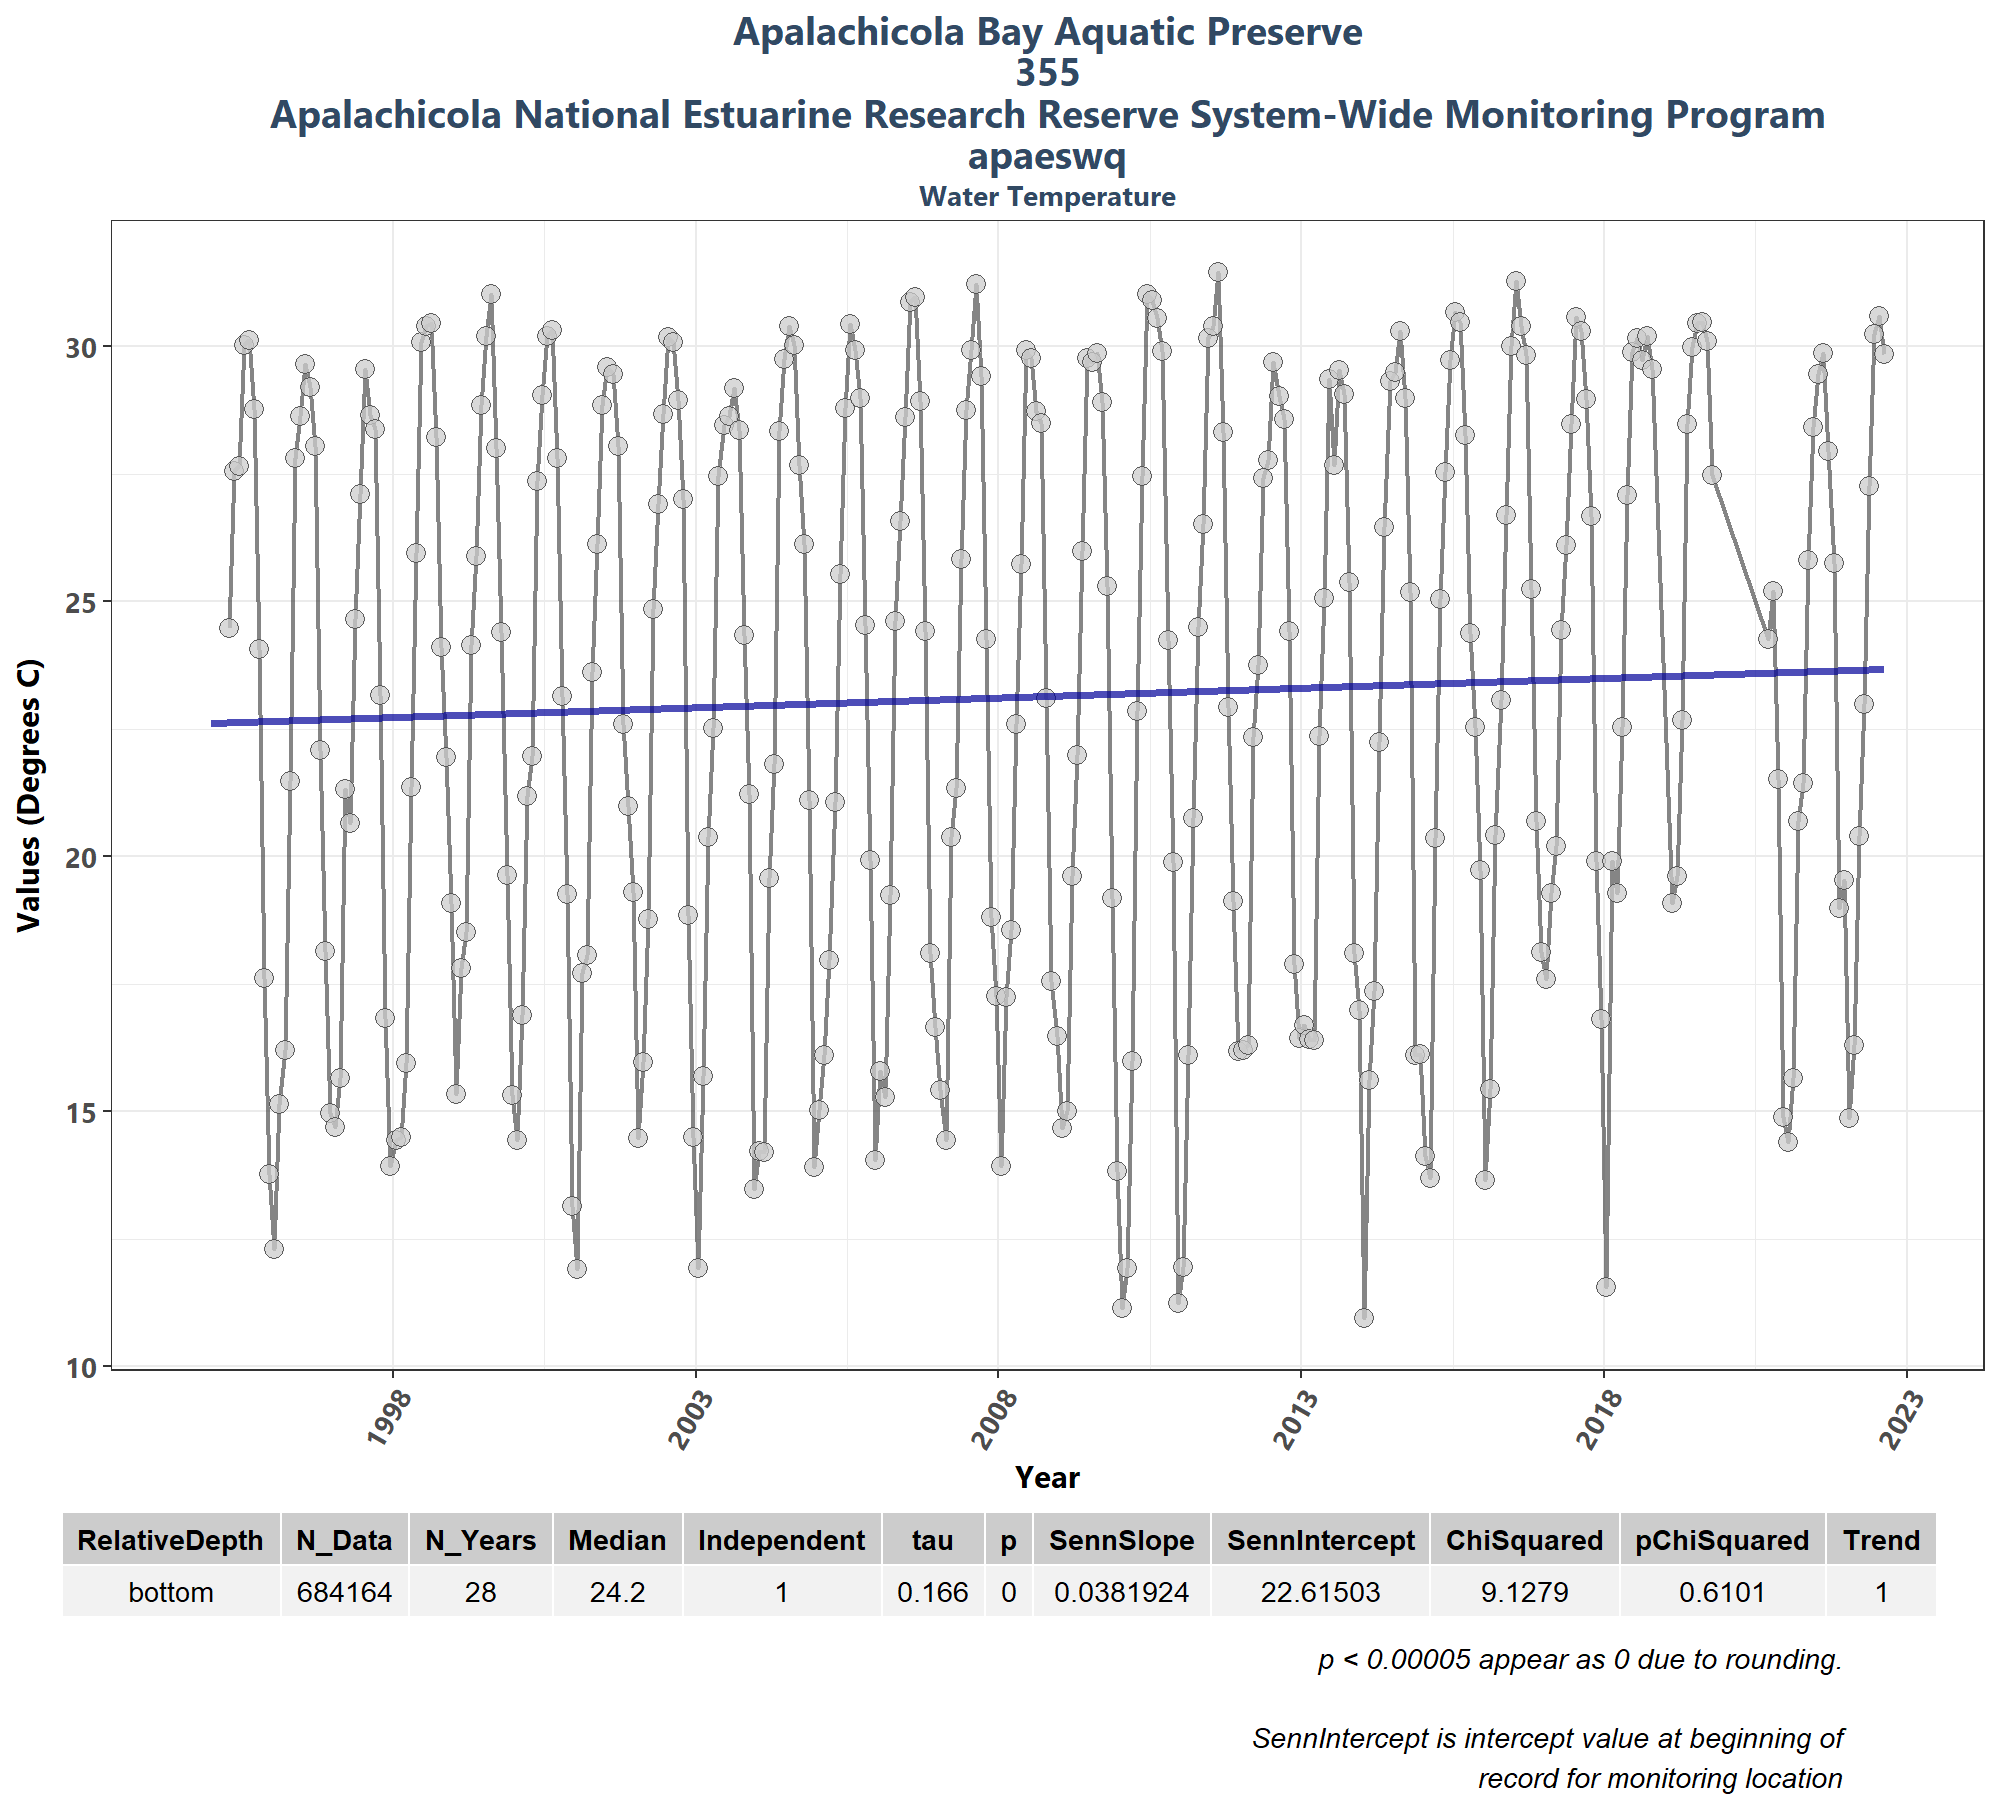 Apalachicola Bay Aquatic Preserve
355
Apalachicola National Estuarine Research Reserve System-Wide Monitoring Program
apaeswq
Water Temperature
Values (Degrees C)
30
25
20
15
10
1998
2003
2008
2013
2018
2023
Year
RelativeDepth N_Data N_Years Median Independent tau p SennSlope SennIntercept ChiSquared pChiSquared Trend
bottom 684164 28 24.2 1 0.166 0 0.0381924 22.61503 9.1279 0.6101 1
p < 0.00005 appear as 0 due to rounding.
SennIntercept is intercept value at beginning of
record for monitoring location